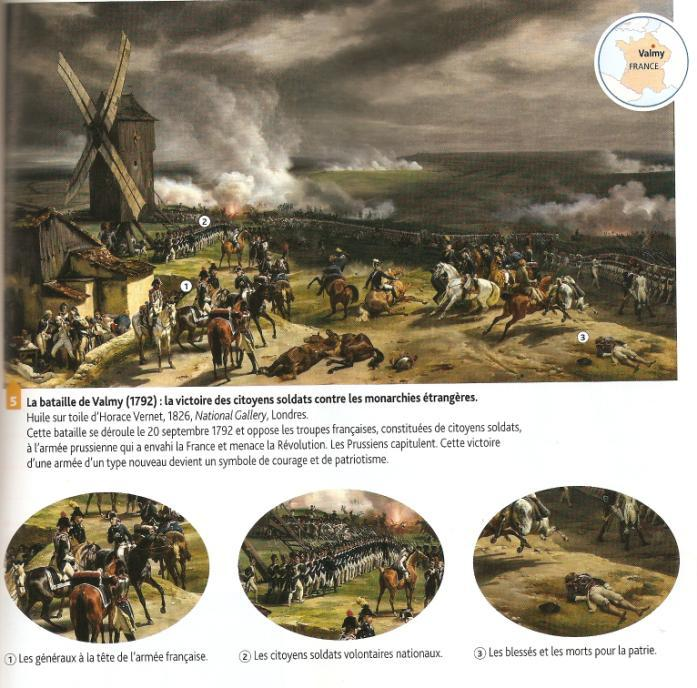 Valmy
FRANCE
2
1
3
5 La bataille de Valmy (1792) : la victoire des citoyens soldats contre les monarchies étrangères.
Huile sur toile d'Horace Vernet, 1826, National Gallery, Londres.
Cette bataille se déroule le 20 septembre 1792 et oppose les troupes françaises, constituées de citoyens soldats,
à l'armée prussienne qui a envahi la France et menace la Révolution. Les Prussiens capitulent. Cette victoire
d'une armée d'un type nouveau devient un symbole de courage et de patriotisme.
1 Les généraux à la tête de l'armée française.
2 Les citoyens soldats volontaires nationaux.
3 Les blessés et les morts pour la patrie.